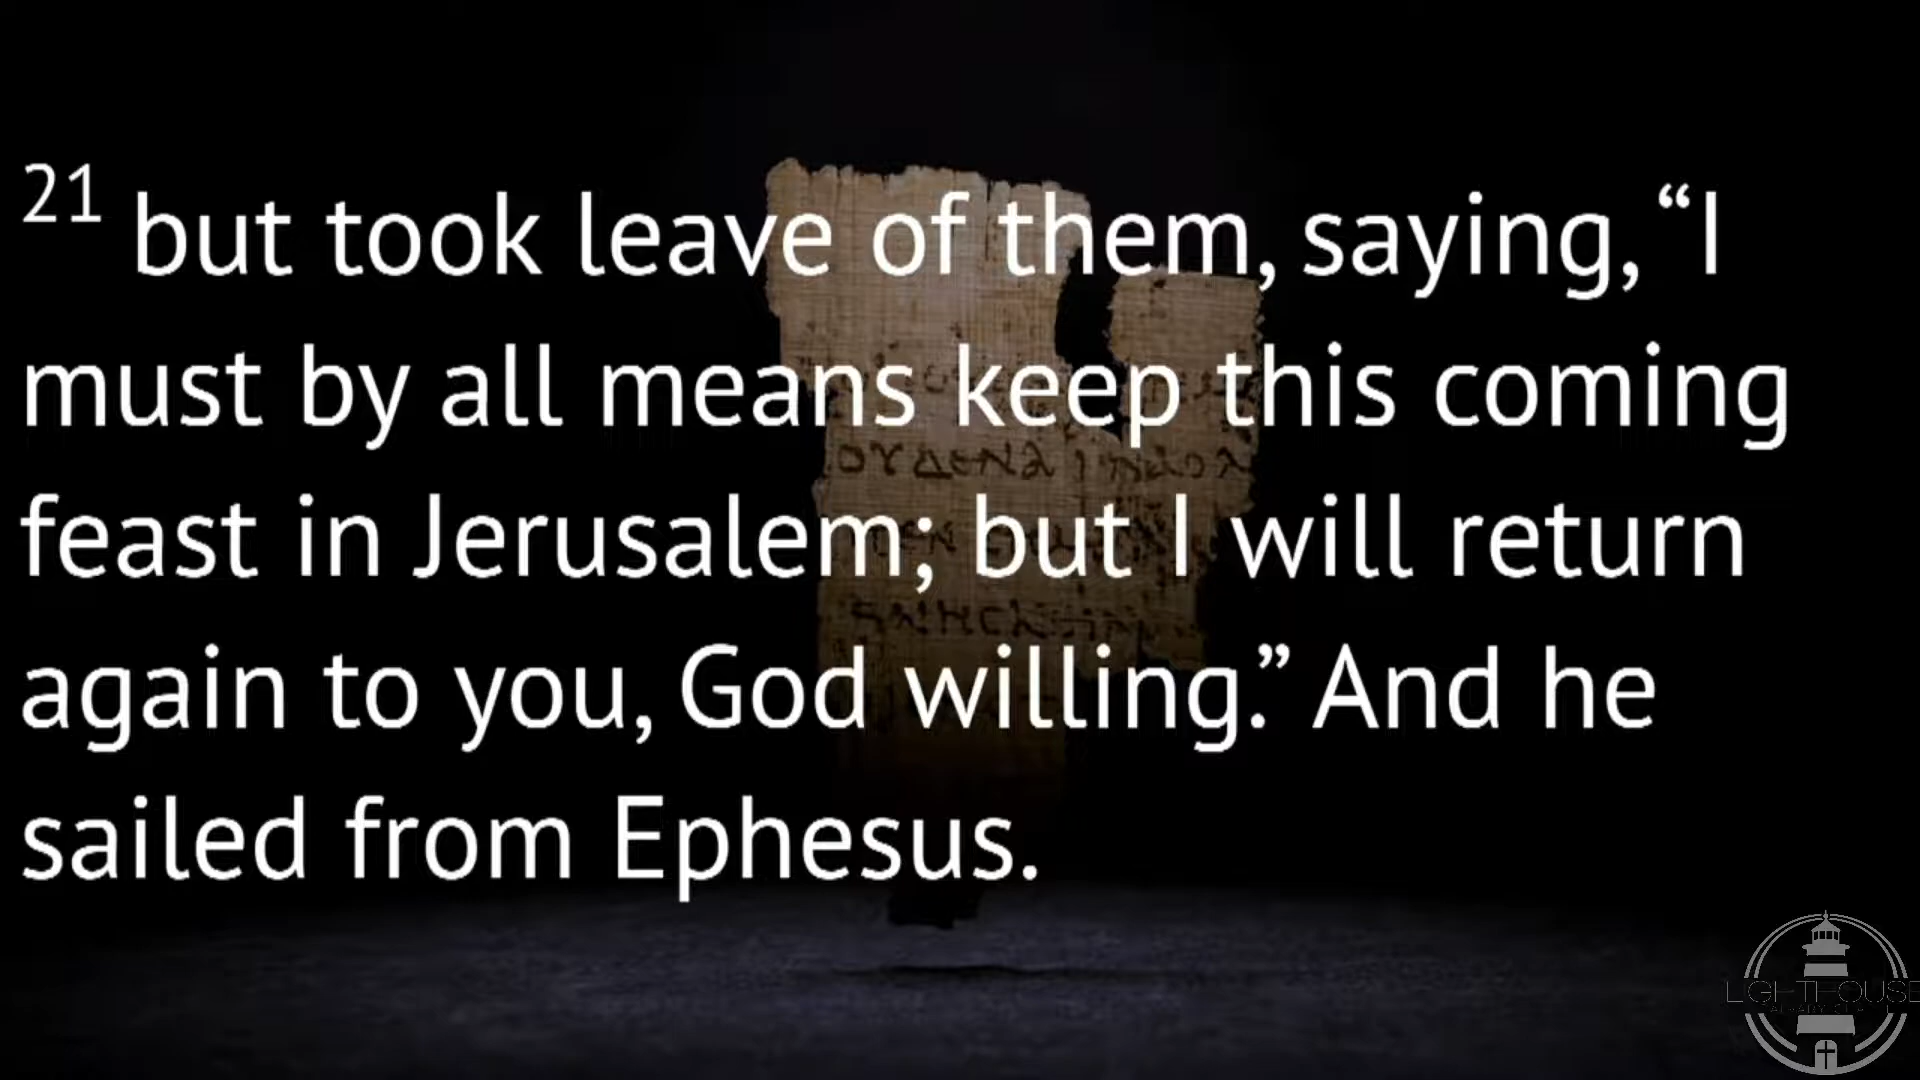 21 but took leave of them, saying, “I
must by all means keep this coming
feast in Jerusalem; but I will return
again to you, God willing.” And he
sailed from Ephesus.
LIGHTHOUSE